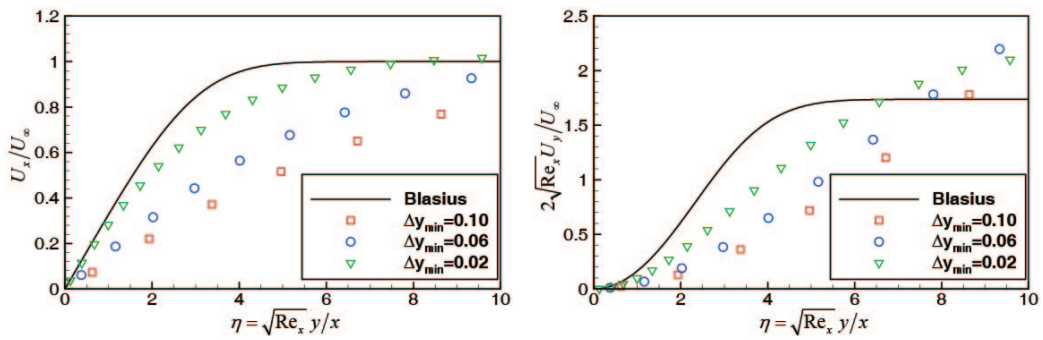 1.2
1
0.8
0.6
0.4
0.2
0
U_x/U_∞
Blasius
Δy_min=0.10
Δy_min=0.06
Δy_min=0.02
0 2 4 6 8 10
η = √Re_x y/x
2.5
2
1.5
1
0.5
0
2√Re_x U_y/U_∞
Blasius
Δy_min=0.10
Δy_min=0.06
Δy_min=0.02
0 2 4 6 8 10
η = √Re_x y/x